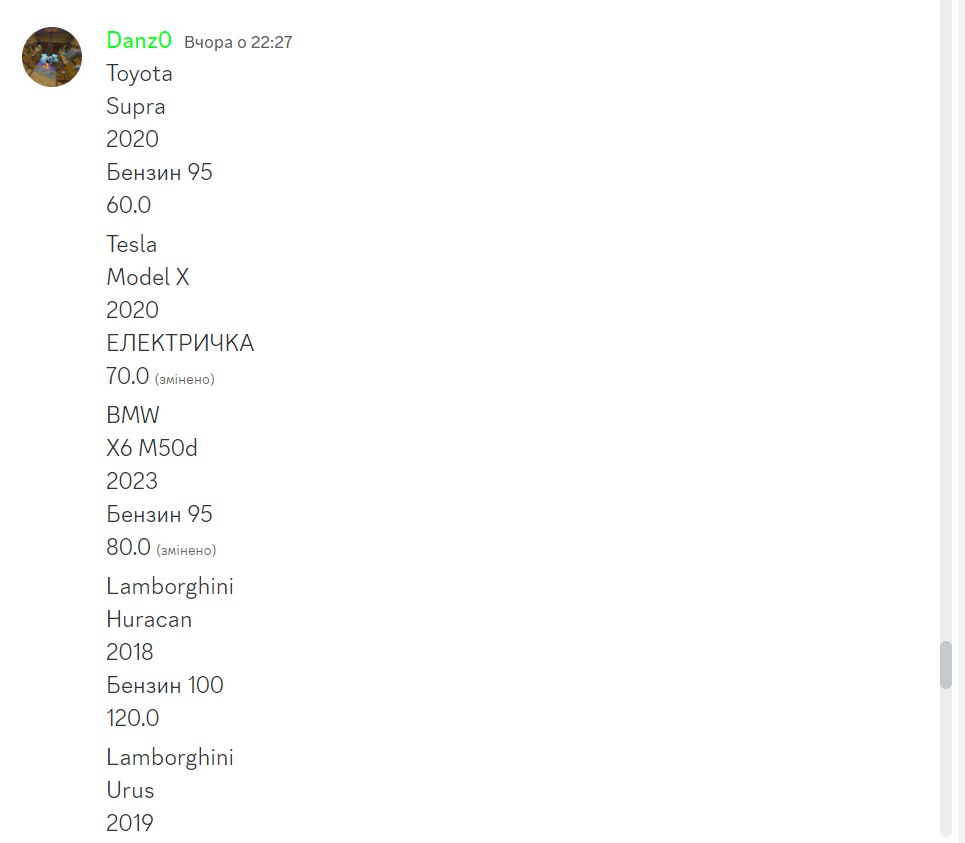 Danz0 Вчора о 22:27
Toyota
Supra
2020
Бензин 95
60.0
Tesla
Model X
2020
ЕЛЕКТРИЧКА
70.0 (змінено)
BMW
X6 M50d
2023
Бензин 95
80.0 (змінено)
Lamborghini
Huracan
2018
Бензин 100
120.0
Lamborghini
Urus
2019